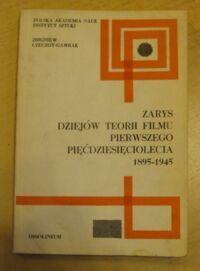 POLSKA AKADEMIA NAUK
INSTYTUT SZTUKI
ZBIGNIEW
CZECZOT-GAWRAK
ZARYS
DZIEJÓW TEORII FILMU
PIERWSZEGO
PIĘĆDZIESIĘCIOLECIA
1895-1945
OSSOLINEUM